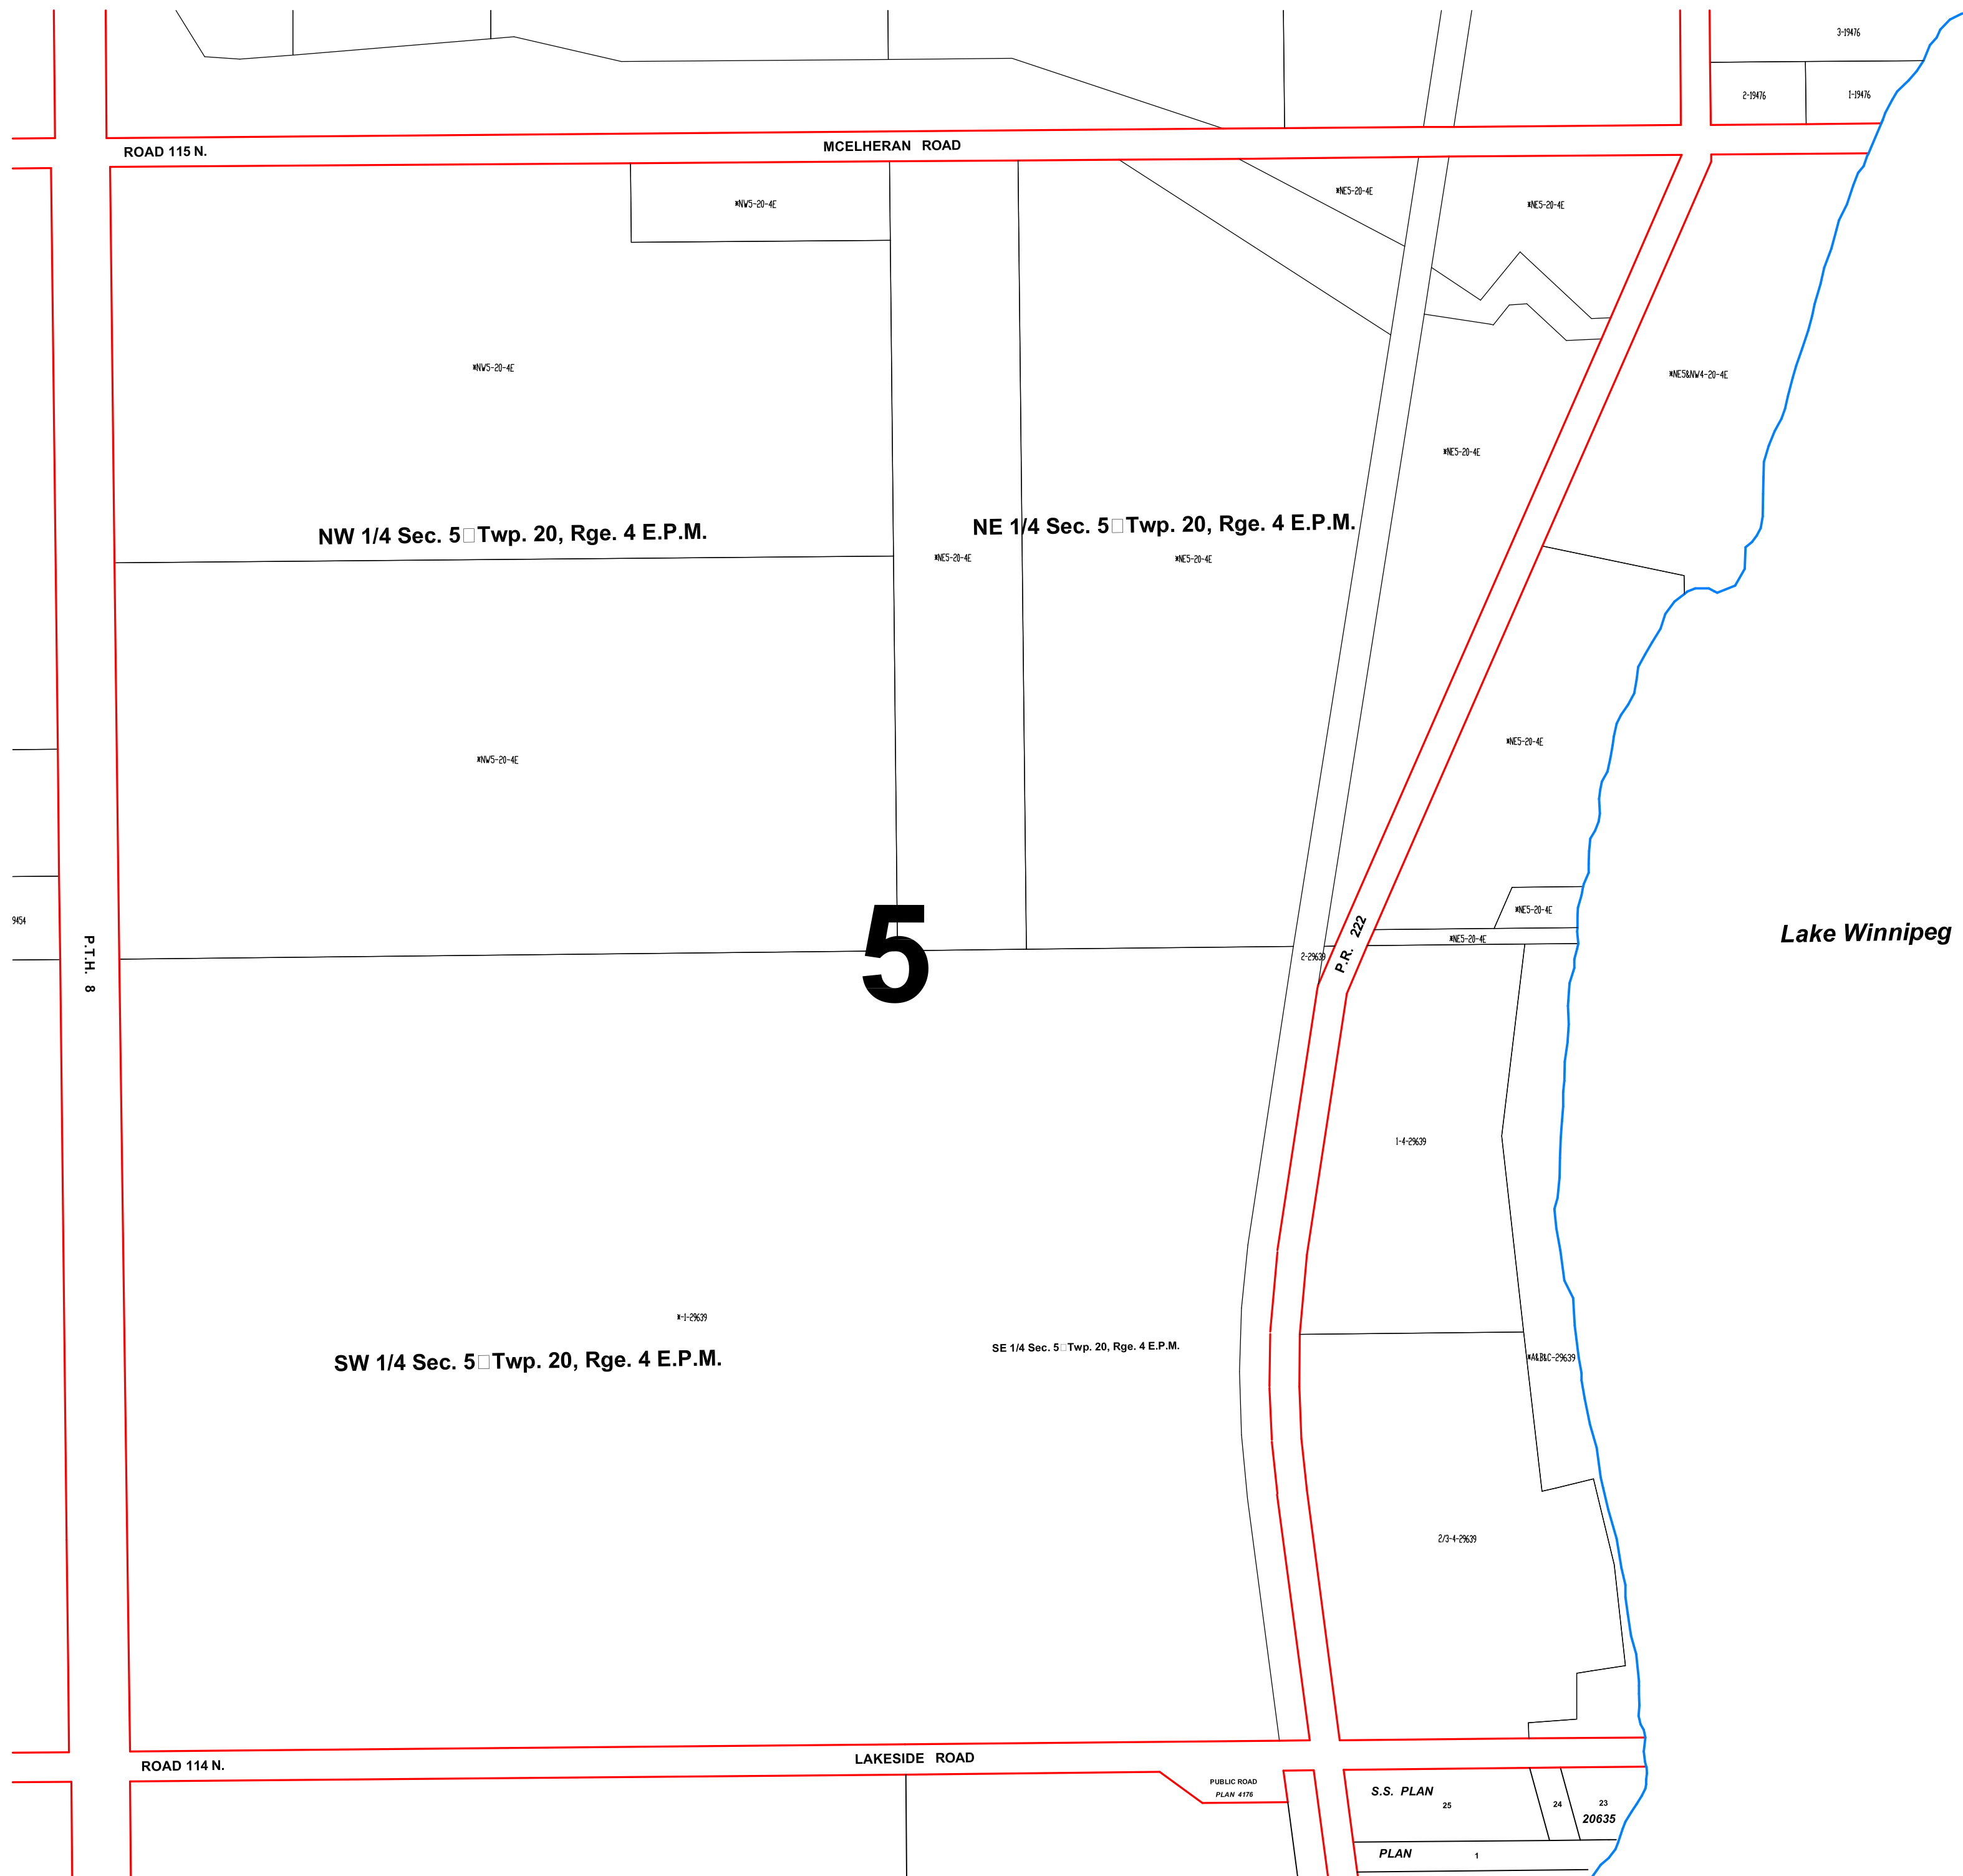 3-19476
2-19476
1-19476
ROAD 115 N.
MCELHERAN ROAD
*NW5-20-4E
*NE5-20-4E
*NE5-20-4E
*NW5-20-4E
*NE5&NW4-20-4E
*NE5-20-4E
NW 1/4 Sec. 5□Twp. 20, Rge. 4 E.P.M.
NE 1/4 Sec. 5□Twp. 20, Rge. 4 E.P.M.
*NE5-20-4E
*NE5-20-4E
*NW5-20-4E
*NE5-20-4E
9454
*NE5-20-4E
*NE5-20-4E
Lake Winnipeg
P.T.H. 8
5
2-29639
P.R. 222
1-4-29639
*-1-29639
SW 1/4 Sec. 5□Twp. 20, Rge. 4 E.P.M.
SE 1/4 Sec. 5□Twp. 20, Rge. 4 E.P.M.
*A&B&C-29639
2/3-4-29639
ROAD 114 N.
LAKESIDE ROAD
PUBLIC ROAD
PLAN 4176
S.S. PLAN
25
24
23
20635
PLAN
1